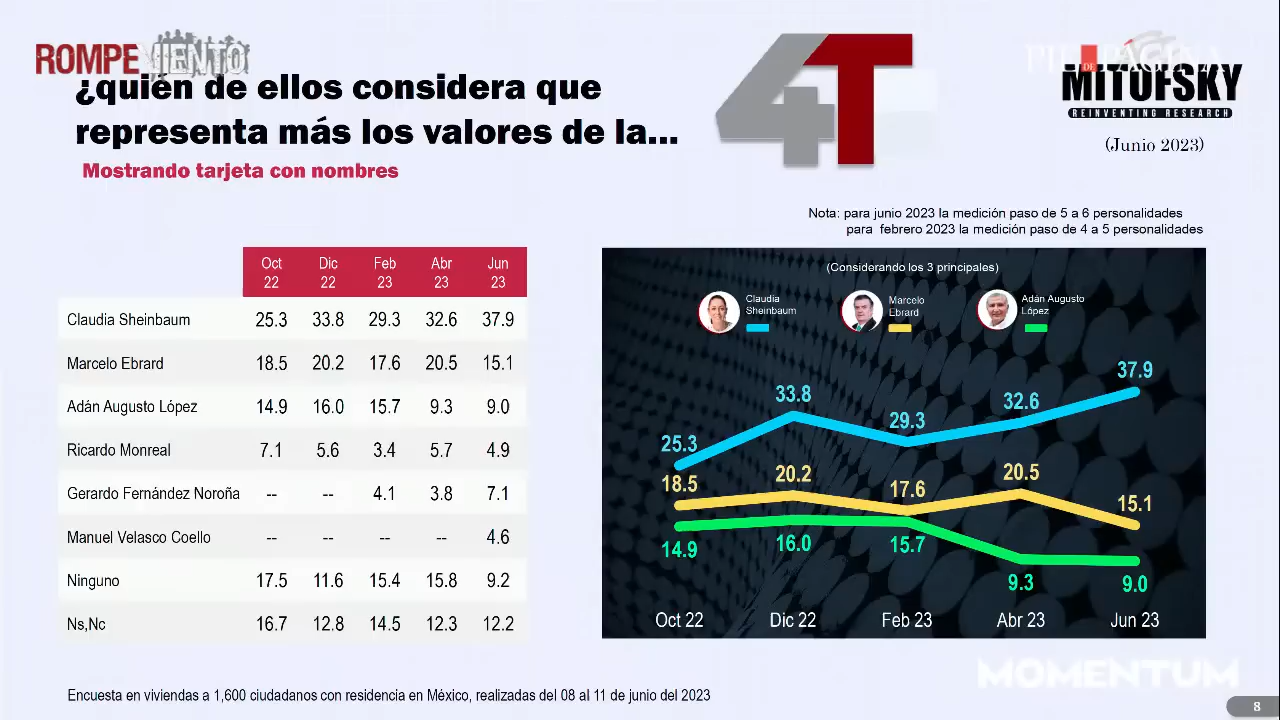 ROMPEVIENTO
PIE DE PÁGINA
¿quién de ellos considera que
representa más los valores de la...
4T
MITOFSKY
REINVENTING RESEARCH
(Junio 2023)
Mostrando tarjeta con nombres
Nota: para junio 2023 la medición paso de 5 a 6 personalidades
para febrero 2023 la medición paso de 4 a 5 personalidades
Oct 22 Dic 22 Feb 23 Abr 23 Jun 23
Claudia Sheinbaum 25.3 33.8 29.3 32.6 37.9
Marcelo Ebrard 18.5 20.2 17.6 20.5 15.1
Adán Augusto López 14.9 16.0 15.7 9.3 9.0
Ricardo Monreal 7.1 5.6 3.4 5.7 4.9
Gerardo Fernández Noroña -- -- 4.1 3.8 7.1
Manuel Velasco Coello -- -- -- -- 4.6
Ninguno 17.5 11.6 15.4 15.8 9.2
Ns,Nc 16.7 12.8 14.5 12.3 12.2
(Considerando los 3 principales)
Claudia Sheinbaum
Marcelo Ebrard
Adán Augusto López
25.3 33.8 29.3 32.6 37.9
18.5 20.2 17.6 20.5 15.1
14.9 16.0 15.7 9.3 9.0
Oct 22 Dic 22 Feb 23 Abr 23 Jun 23
MOMENTUM
Encuesta en viviendas a 1,600 ciudadanos con residencia en México, realizadas del 08 al 11 de junio del 2023
8